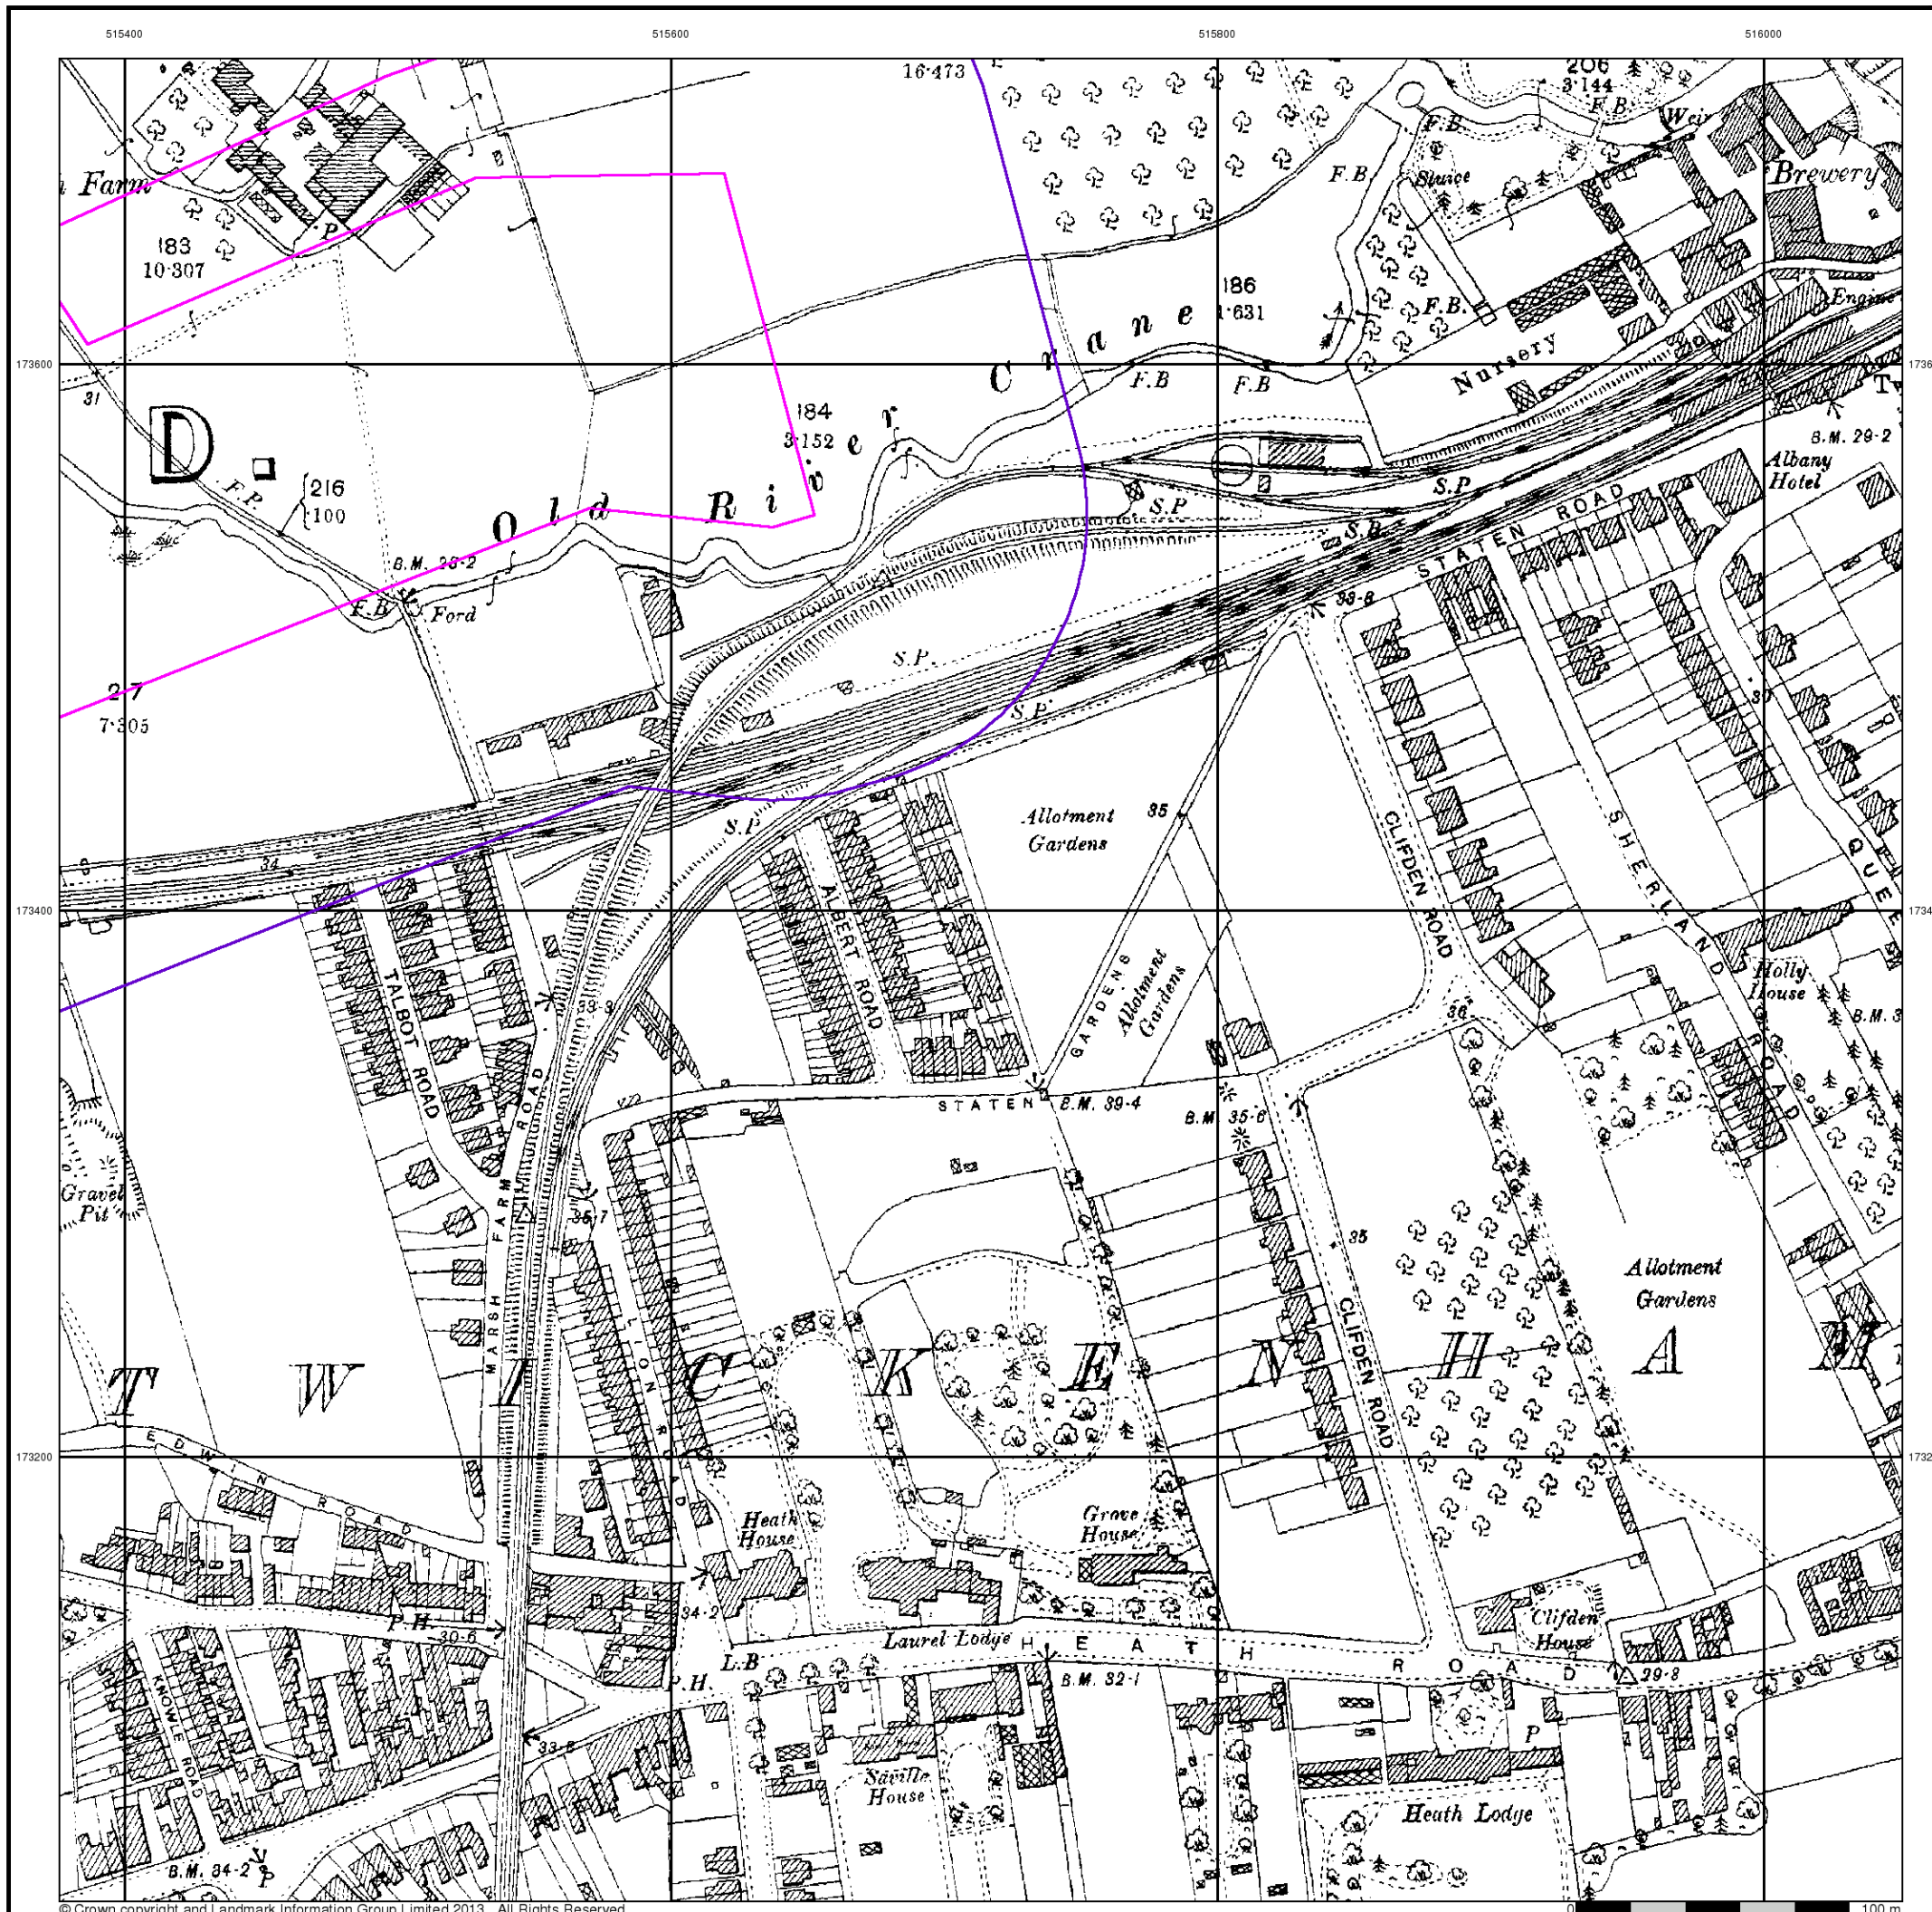 515400
515600
515800
516000
16·473
206
3·144
F.B.
Weir
F.B.
Farm
F.B.
Sluice
Brewery
P
183
10·307
186
1·631
F.B.
Engine
173600
F.B
F.B
Nursery
31
184
3·152
Old River Crane
D.
B.M. 29·2
Albany
Hotel
F.P.
216
·100
S.P
S.P
S.B.
STATEN ROAD
F.B.
Ford
33·8
S.P.
30
7·305
S.P.
S.P
34
Allotment
Gardens
35
CLIFDEN ROAD
SHERLAND ROAD
173400
ALBERT ROAD
TALBOT ROAD
Allotment
Gardens
Holly
House
36
B.M. 3
STATEN GARDENS
B.M. 39·4
B.M. 35·6
Gravel
Pit
MARSH FARM ROAD
35·7
35
Allotment
Gardens
LION ROAD
CLIFDEN ROAD
TWICKENHAM
173200
EDWIN ROAD
Heath
House
Grove
House
P.H.
30·6
34·2
Clifden
House
Laurel Lodge
HEATH ROAD
L.B
P.H.
B.M. 32·1
29·8
KNOWLE ROAD
33·8
P
Saville
House
Heath Lodge
B.M. 34·2
P
© Crown copyright and Landmark Information Group Limited 2013. All Rights Reserved.
0
100 m